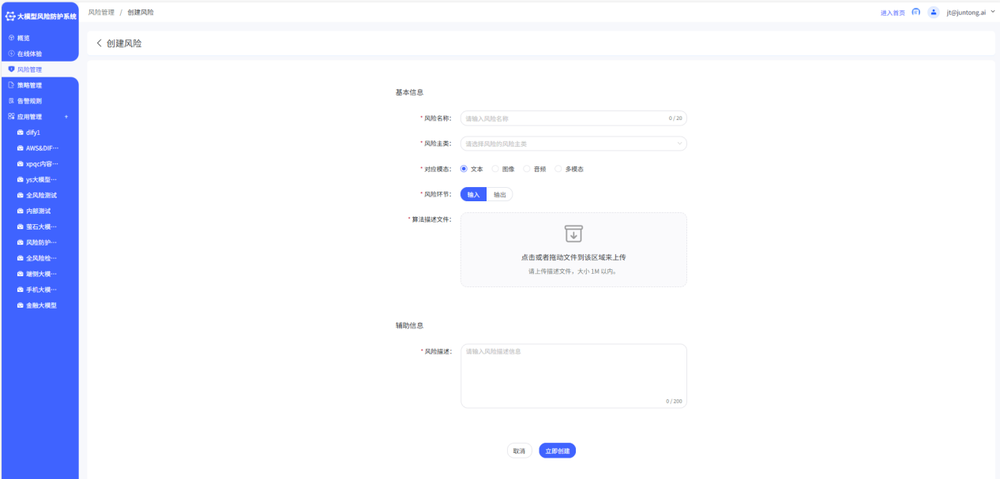 大模型风险防护系统
风险管理 / 创建风险
进入首页
jt@juntong.ai
概览
在线体验
风险管理
策略管理
告警规则
应用管理 +
dify1
AWS&DIF···
xpqc内容···
ys大模型···
全风险测试
内部测试
萤石大模···
风险防护···
全风险检···
端侧大模···
手机大模···
金融大模型
创建风险
基本信息
* 风险名称: 请输入风险名称 0 / 20
* 风险主类: 请选择风险的风险主类
* 对应模态: 文本 图像 音频 多模态
* 风险环节: 输入 输出
* 算法描述文件:
点击或者拖动文件到该区域来上传
请上传描述文件，大小 1M 以内。
辅助信息
* 风险描述: 请输入风险描述信息
0 / 200
取消 立即创建